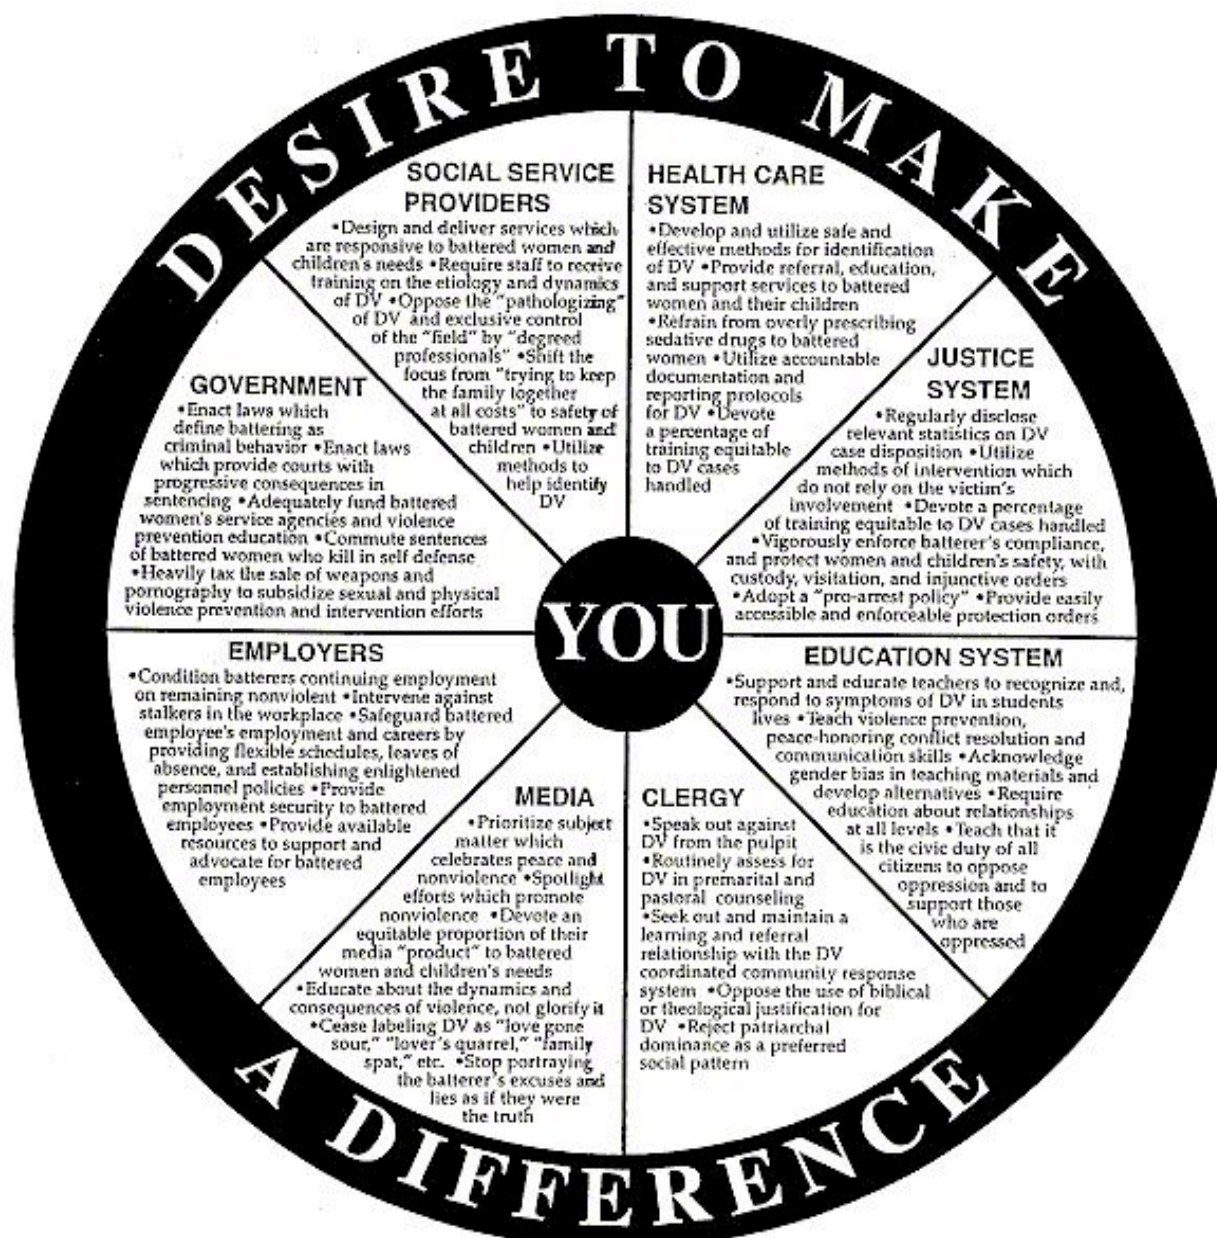 DESIRE TO MAKE
A DIFFERENCE
YOU
SOCIAL SERVICE
PROVIDERS
•Design and deliver services which
are responsive to battered women and
children's needs •Require staff to receive
training on the etiology and dynamics
of DV •Oppose the "pathologizing"
of DV and exclusive control
of the "field" by "degreed
professionals" •Shift the
focus from "trying to keep
the family together
at all costs" to safety of
battered women and
children •Utilize
methods to
help identify
DV
HEALTH CARE
SYSTEM
•Develop and utilize safe and
effective methods for identification
of DV •Provide referral, education,
and support services to battered
women and their children
•Refrain from overly prescribing
sedative drugs to battered
women •Utilize accountable
documentation and
reporting protocols
for DV •Devote
a percentage of
training equitable
to DV cases
handled
JUSTICE
SYSTEM
•Regularly disclose
relevant statistics on DV
case disposition •Utilize
methods of intervention which
do not rely on the victim's
involvement •Devote a percentage
of training equitable to DV cases handled
•Vigorously enforce batterer's compliance,
and protect women and children's safety, with
custody, visitation, and injunctive orders
•Adopt a "pro-arrest policy" •Provide easily
accessible and enforceable protection orders
EDUCATION SYSTEM
•Support and educate teachers to recognize and,
respond to symptoms of DV in students
lives •Teach violence prevention,
peace-honoring conflict resolution and
communication skills •Acknowledge
gender bias in teaching materials and
develop alternatives •Require
education about relationships
at all levels •Teach that it
is the civic duty of all
citizens to oppose
oppression and to
support those
who are
oppressed
CLERGY
•Speak out against
DV from the pulpit
•Routinely assess for
DV in premarital and
pastoral counseling
•Seek out and maintain a
learning and referral
relationship with the DV
coordinated community response
system •Oppose the use of biblical
or theological justification for
DV •Reject patriarchal
dominance as a preferred
social pattern
MEDIA
•Prioritize subject
matter which
celebrates peace and
nonviolence •Spotlight
efforts which promote
nonviolence •Devote an
equitable proportion of their
media "product" to battered
women and children's needs
•Educate about the dynamics and
consequences of violence, not glorify it
•Cease labeling DV as "love gone
sour," "lover's quarrel," "family
spat," etc. •Stop portraying
the batterer's excuses and
lies as if they were
the truth
EMPLOYERS
•Condition batterers continuing employment
on remaining nonviolent •Intervene against
stalkers in the workplace •Safeguard battered
employee's employment and careers by
providing flexible schedules, leaves of
absence, and establishing enlightened
personnel policies •Provide
employment security to battered
employees •Provide available
resources to support and
advocate for battered
employees
GOVERNMENT
•Enact laws which
define battering as
criminal behavior •Enact laws
which provide courts with
progressive consequences in
sentencing •Adequately fund battered
women's service agencies and violence
prevention education •Commute sentences
of battered women who kill in self defense
•Heavily tax the sale of weapons and
pornography to subsidize sexual and physical
violence prevention and intervention efforts